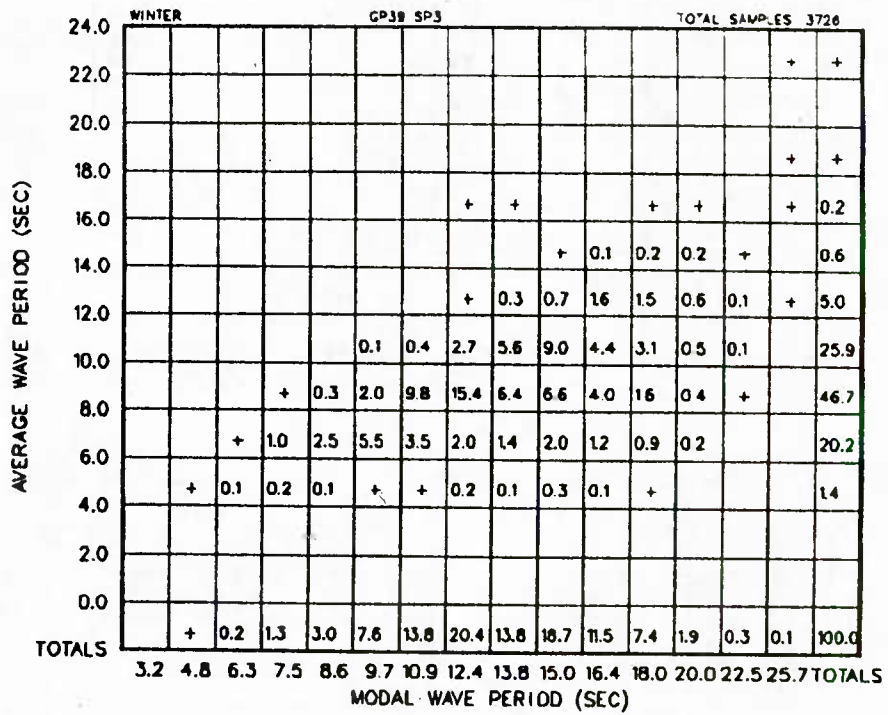 WINTER GP39 SP3 TOTAL SAMPLES 3726
24.0
+ +
22.0
20.0
+ +
18.0
+ + + + + 0.2
16.0
+ 0.1 0.2 0.2 + 0.6
14.0
+ 0.3 0.7 1.6 1.5 0.6 0.1 + 5.0
12.0
0.1 0.4 2.7 5.6 9.0 4.4 3.1 0.5 0.1 25.9
10.0
+ 0.3 2.0 9.8 15.4 6.4 6.6 4.0 1.6 0.4 + 46.7
8.0
+ 1.0 2.5 5.5 3.5 2.0 1.4 2.0 1.2 0.9 0.2 20.2
6.0
+ 0.1 0.2 0.1 + + 0.2 0.1 0.3 0.1 + 1.4
4.0
2.0
0.0
+ 0.2 1.3 3.0 7.6 13.8 20.4 13.8 18.7 11.5 7.4 1.9 0.3 0.1 100.0
TOTALS
3.2 4.8 6.3 7.5 8.6 9.7 10.9 12.4 13.8 15.0 16.4 18.0 20.0 22.5 25.7 TOTALS
MODAL WAVE PERIOD (SEC)
AVERAGE WAVE PERIOD (SEC)